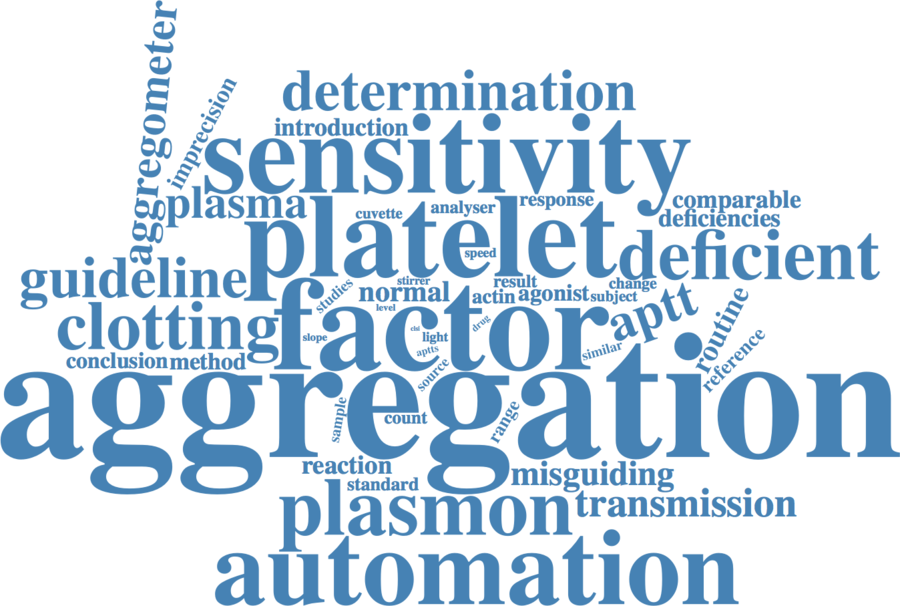 aggregometer
imprecision
determination
introduction
sensitivity
plasma
cuvette
analyser
response
comparable
deficiencies
platelet
speed
deficient
guideline
studies
stirrer
normal
level
result
actin
agonist
change
subject
aptt
routine
clotting
factor
slope
cbi
light
drug
aptts
similar
reference
conclusion
method
source
aggregation
sample
count
range
reaction
standard
misguiding
plasmon
transmission
automation